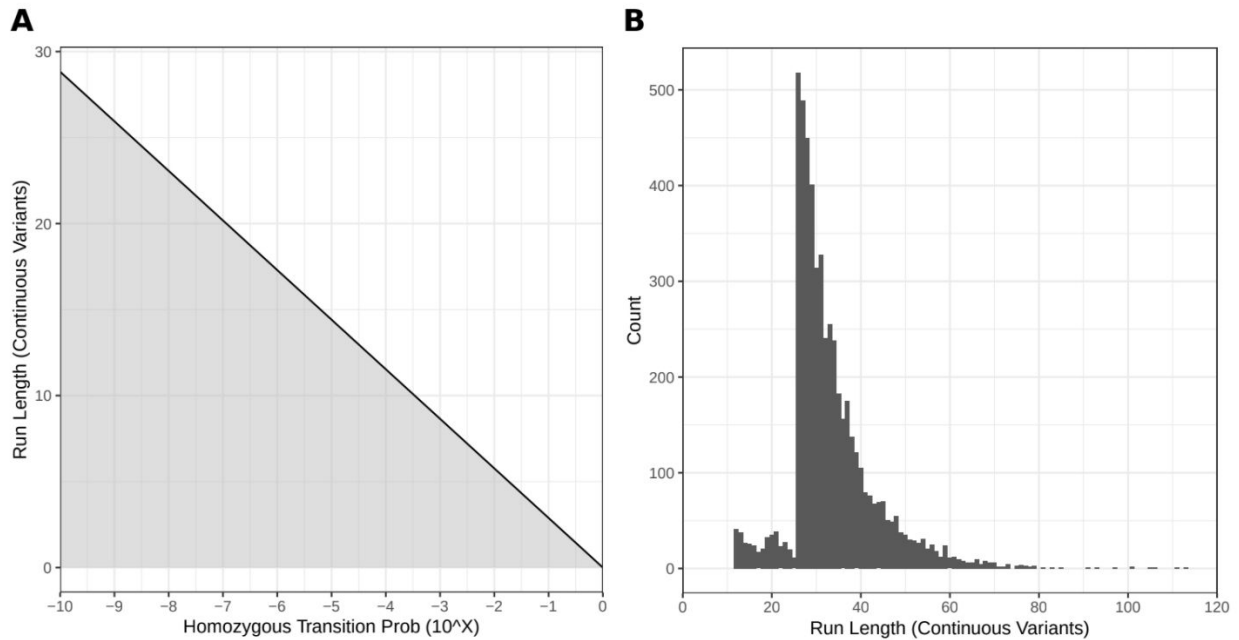 A
B
30
20
10
0
Run Length (Continuous Variants)
−10 −9 −8 −7 −6 −5 −4 −3 −2 −1 0
Homozygous Transition Prob (10^X)
500
400
300
200
100
0
Count
0 20 40 60 80 100 120
Run Length (Continuous Variants)